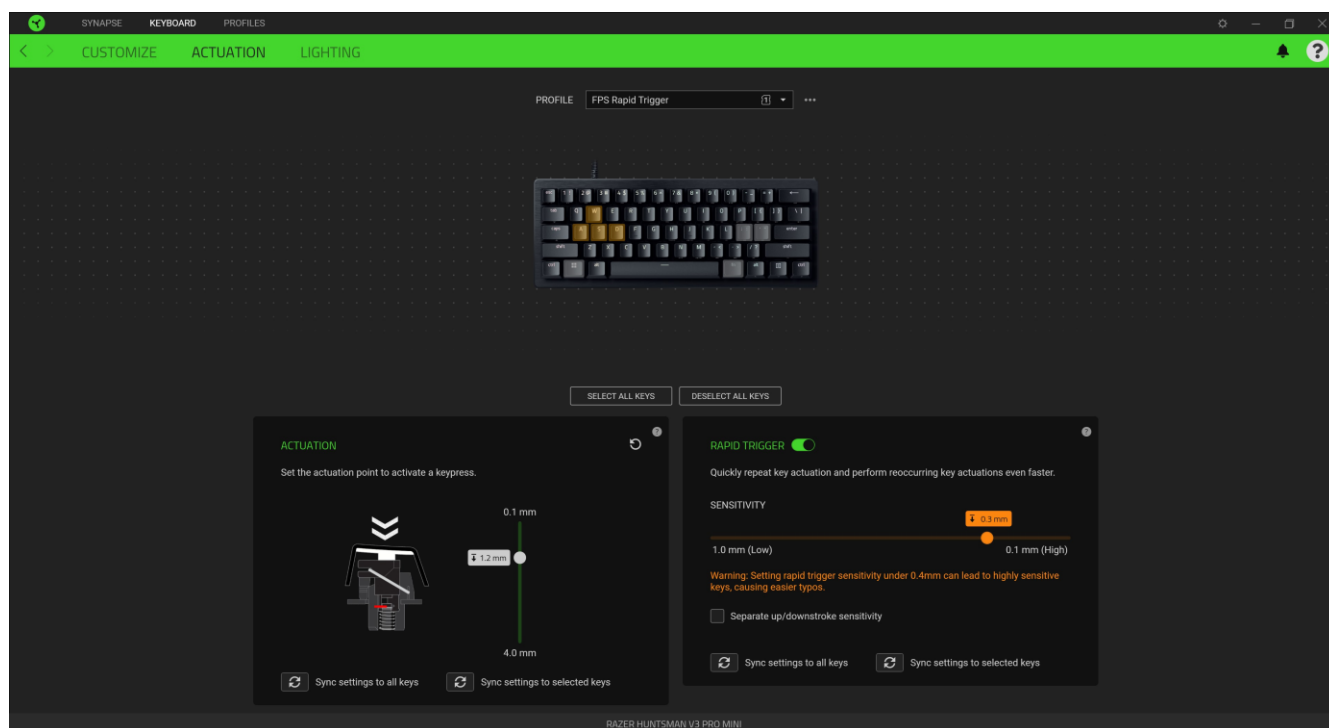 SYNAPSE KEYBOARD PROFILES
CUSTOMIZE ACTUATION LIGHTING
?
PROFILE FPS Rapid Trigger 1
SELECT ALL KEYS DESELECT ALL KEYS
ACTUATION
?
Set the actuation point to activate a keypress.
0.1 mm
1.2 mm
4.0 mm
Sync settings to all keys Sync settings to selected keys
RAPID TRIGGER
?
Quickly repeat key actuation and perform reoccurring key actuations even faster.
SENSITIVITY
0.3 mm
1.0 mm (Low) 0.1 mm (High)
Warning: Setting rapid trigger sensitivity under 0.4mm can lead to highly sensitive
keys, causing easier typos.
Separate up/downstroke sensitivity
Sync settings to all keys Sync settings to selected keys
RAZER HUNTSMAN V3 PRO MINI